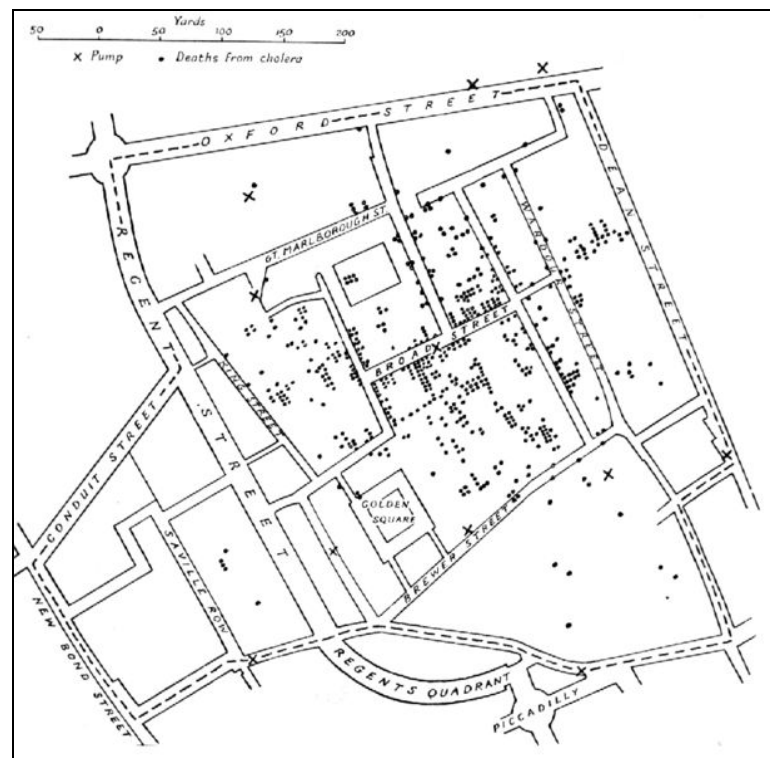 Yards
50 0 50 100 150 200
x Pump • Deaths from cholera
OXFORD STREET
DEAN STREET
REGENT STREET
GT. MARLBOROUGH ST.
WARDOUR STREET
BROAD STREET
KING STREET
CONDUIT STREET
GOLDEN
SQUARE
BREWER STREET
SAVILLE ROW
NEW BOND STREET
REGENTS QUADRANT
PICCADILLY